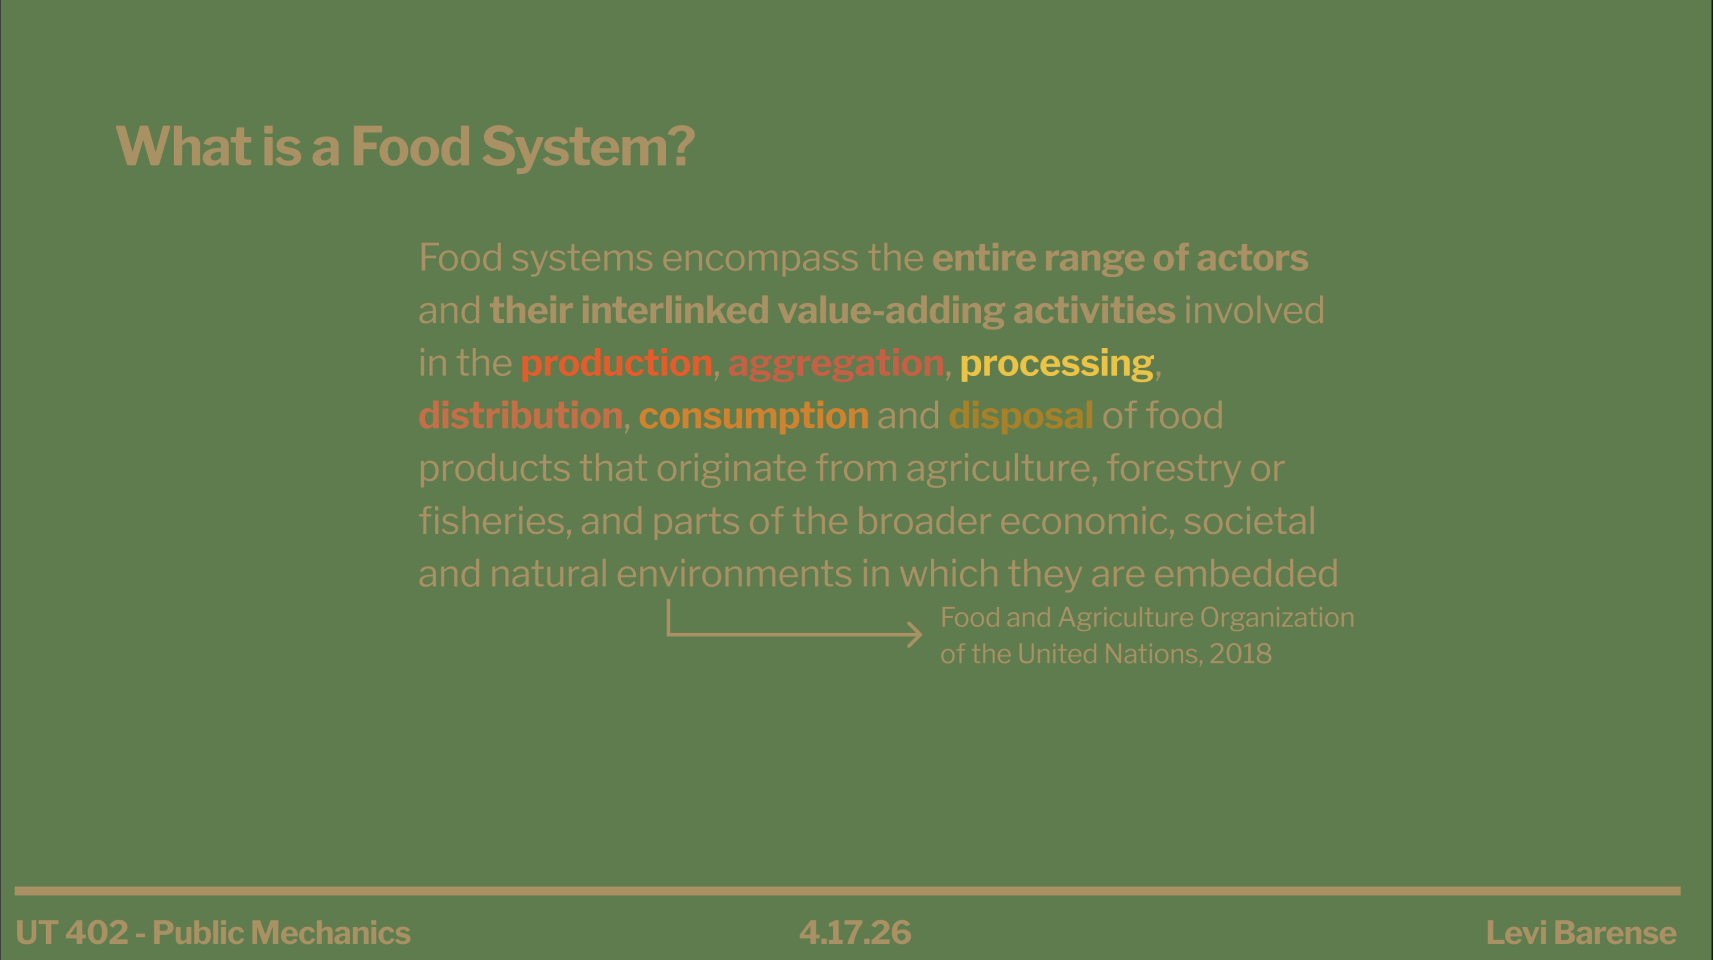 What is a Food System?
Food systems encompass the entire range of actors
and their interlinked value-adding activities involved
in the production, aggregation, processing,
distribution, consumption and disposal of food
products that originate from agriculture, forestry or
fisheries, and parts of the broader economic, societal
and natural environments in which they are embedded
Food and Agriculture Organization
of the United Nations, 2018
UT 402 - Public Mechanics
4.17.26
Levi Barense